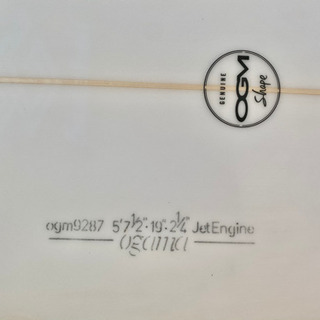 GENUINE
OGM
Shape
ogm9287 5'7½"·19"·2¼" JetEngine
ogama